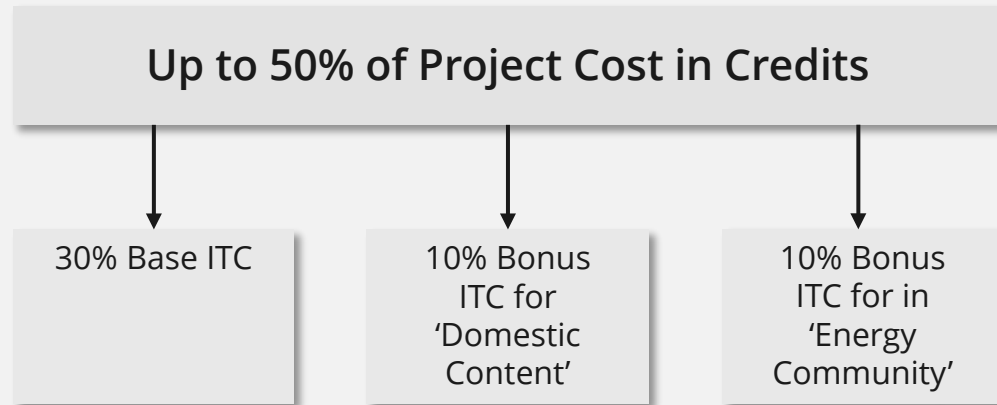 Up to 50% of Project Cost in Credits
30% Base ITC
10% Bonus
ITC for
‘Domestic
Content’
10% Bonus
ITC for in
‘Energy
Community’